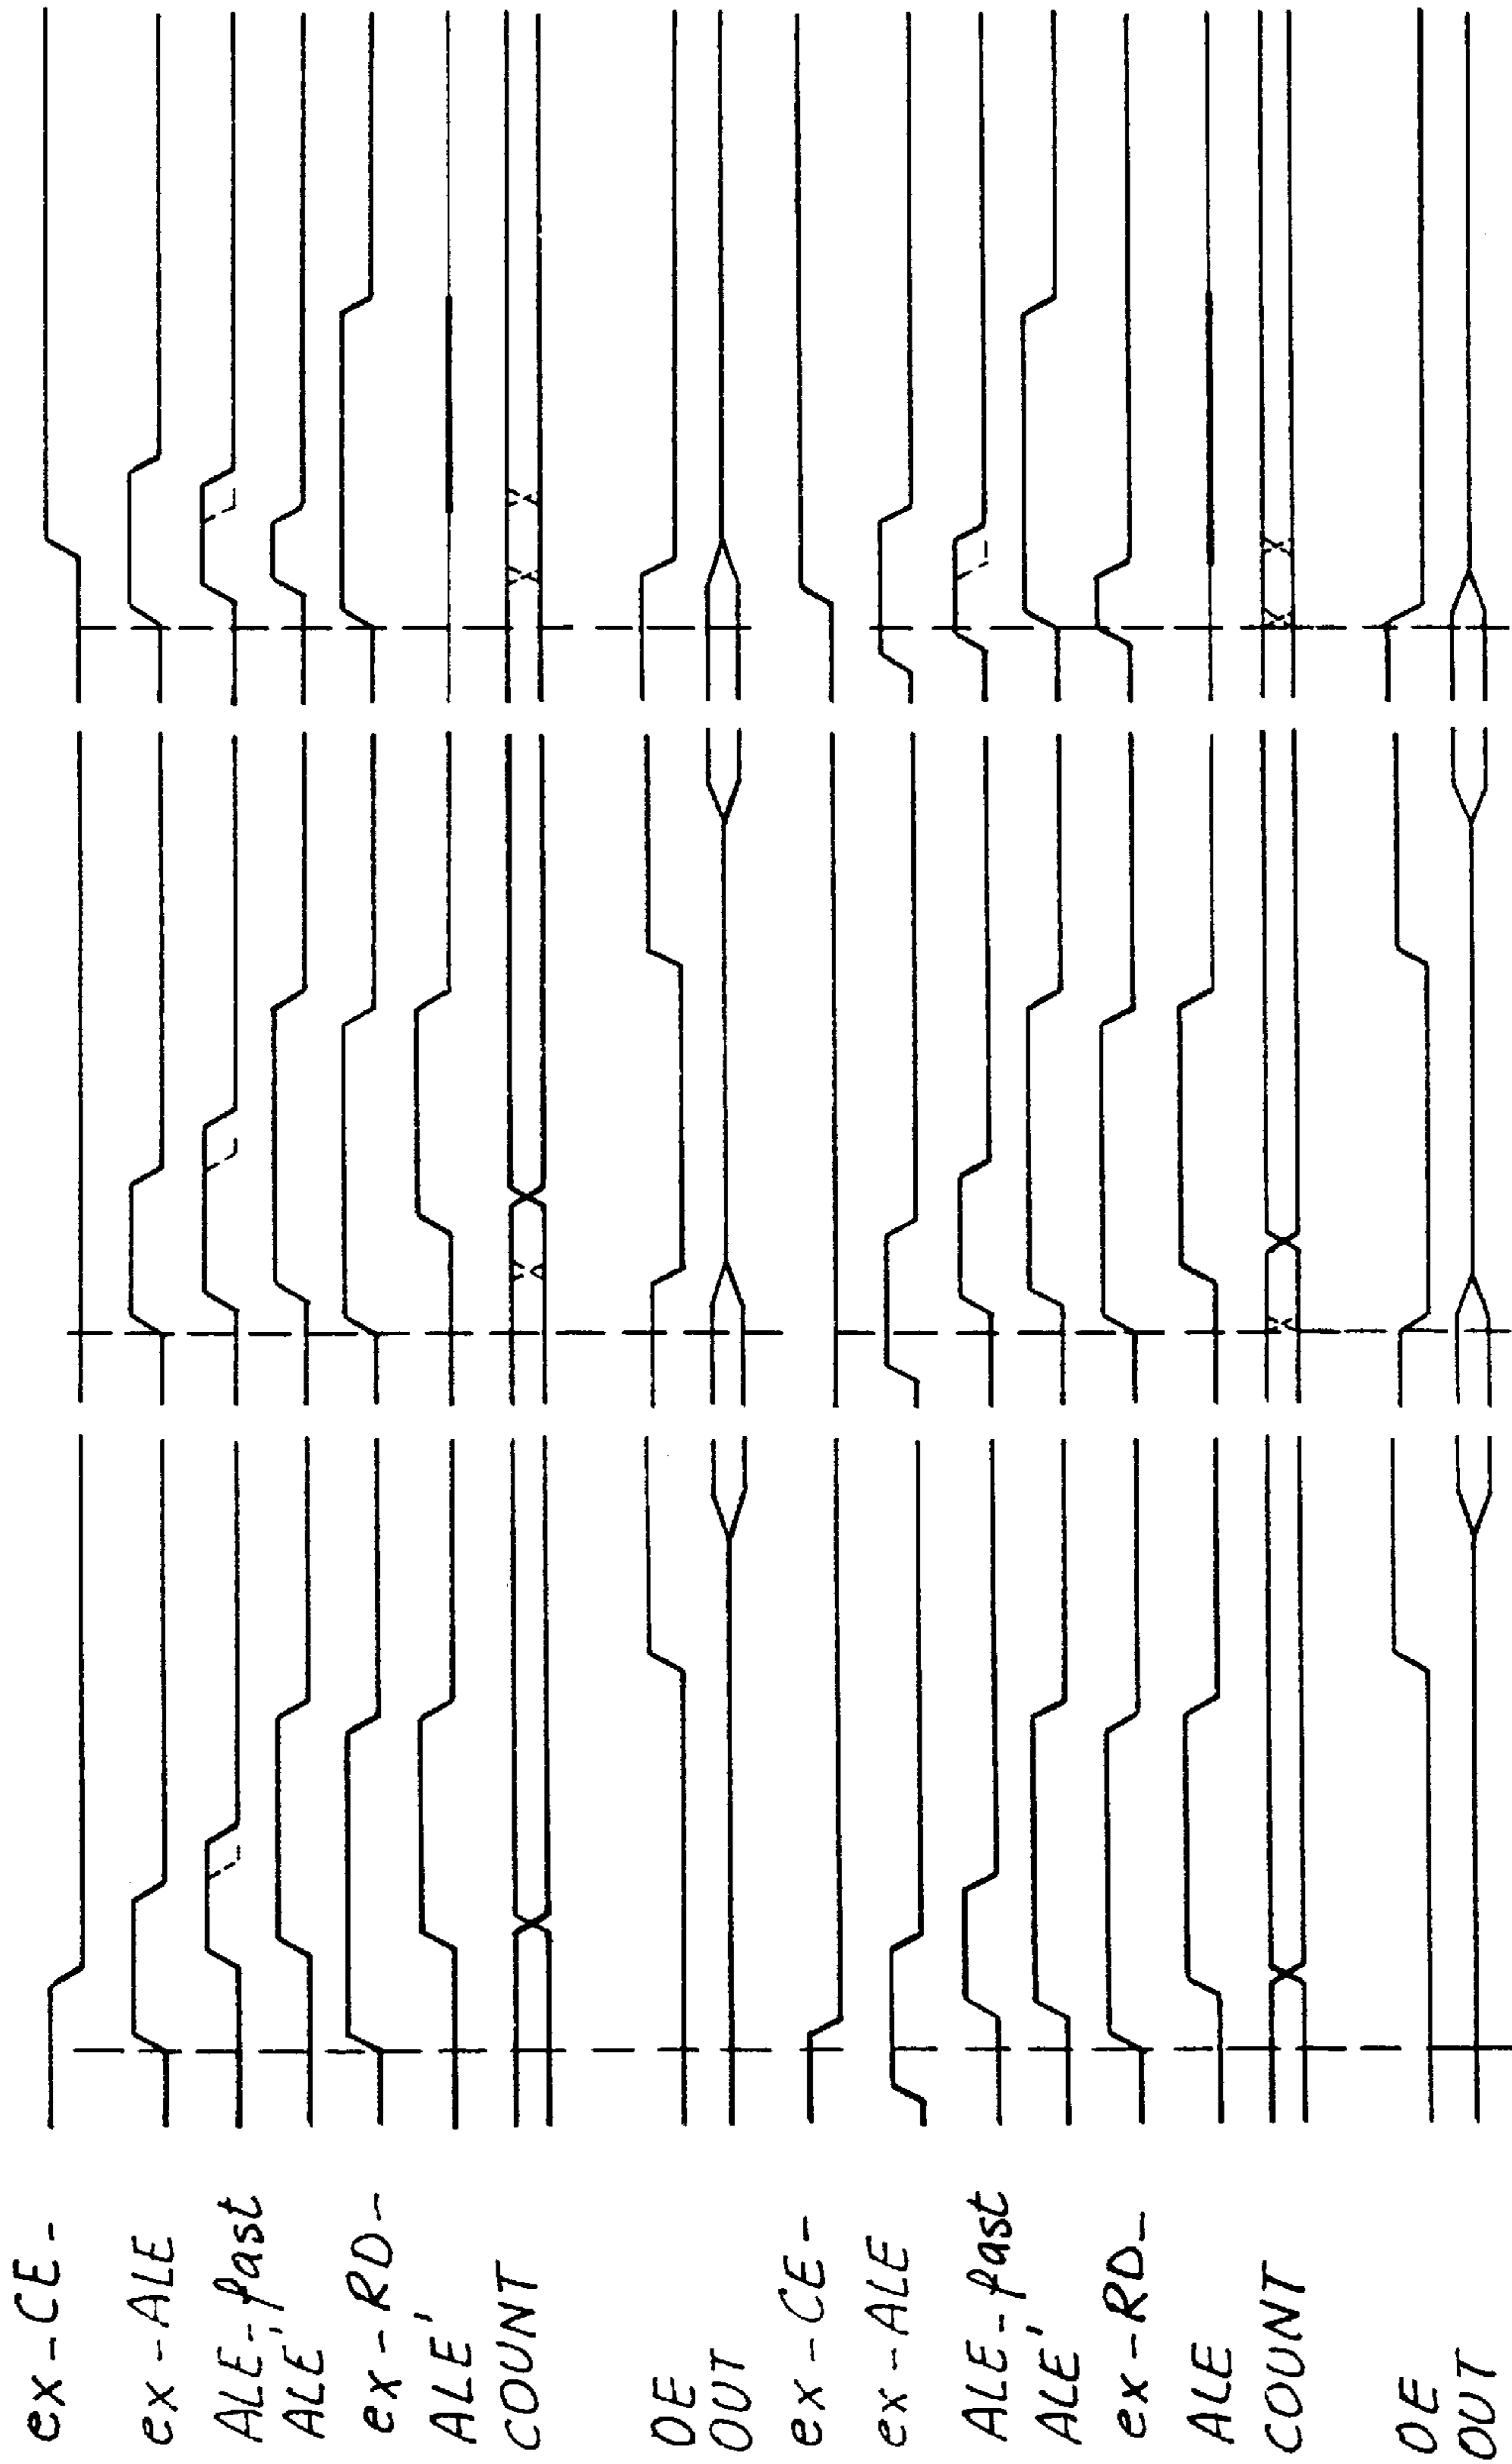 ex-CE-
ex-ALE
ALE-fast
ALE'
ex-RD-
ALE'
COUNT
OE
OUT
ex-CE-
ex-ALE
ALE-fast
ALE'
ex-RD-
ALE
COUNT
OE
OUT